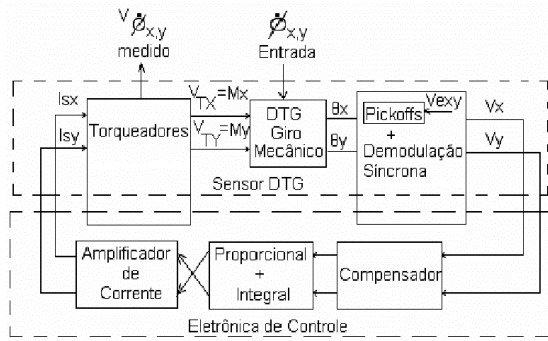 V φ̇x,y
medido
φ̇x,y
Entrada
Isx
Isy
Torqueadores
VTX=Mx
VTY=My
DTG
Giro
Mecânico
θx
θy
Pickoffs
Vexy
+
Demodulação
Síncrona
Vx
Vy
Sensor DTG
Amplificador
de
Corrente
Proporcional
+
Integral
Compensador
Eletrônica de Controle